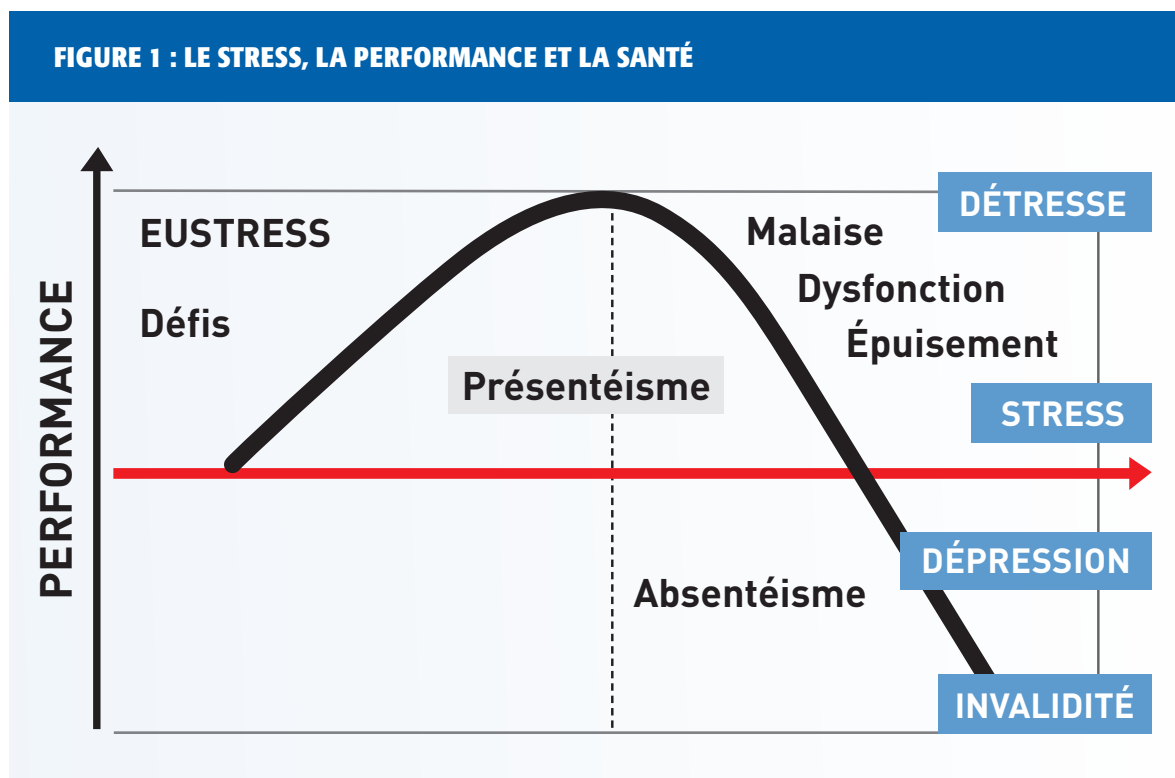 FIGURE 1 : LE STRESS, LA PERFORMANCE ET LA SANTÉ
DÉTRESSE
EUSTRESS
Malaise
Dysfonction
Défis
Épuisement
Présentéisme
STRESS
PERFORMANCE
DÉPRESSION
Absentéisme
INVALIDITÉ